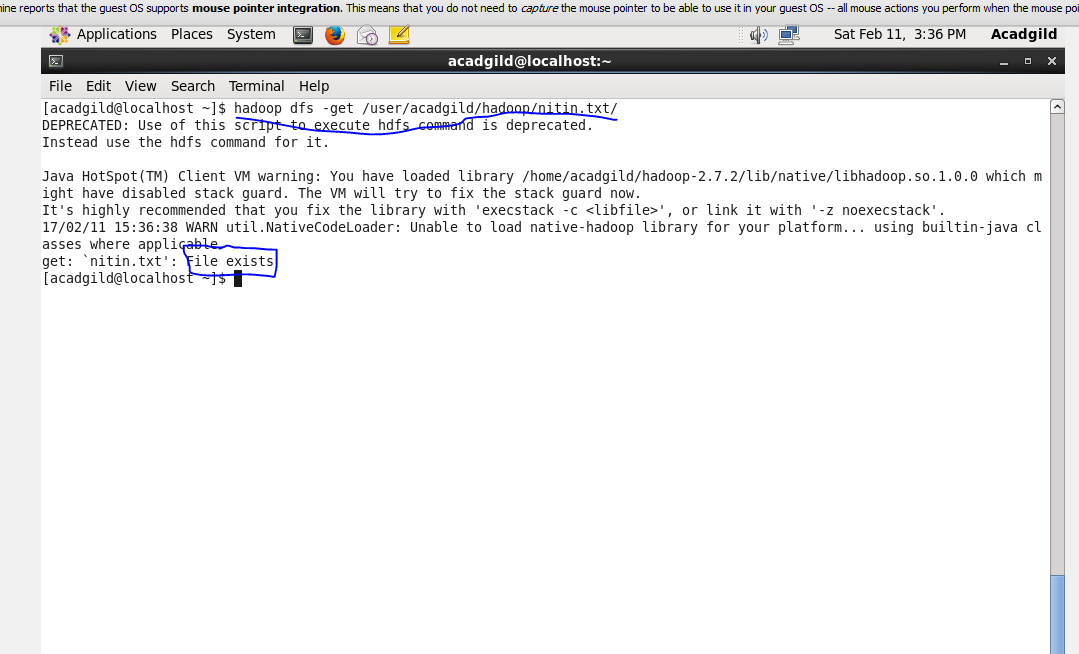 ine reports that the guest OS supports mouse pointer integration. This means that you do not need to capture the mouse pointer to be able to use it in your guest OS -- all mouse actions you perform when the mouse poi
Applications Places System Sat Feb 11, 3:36 PM Acadgild
acadgild@localhost:~
File Edit View Search Terminal Help
[acadgild@localhost ~]$ hadoop dfs -get /user/acadgild/hadoop/nitin.txt/
DEPRECATED: Use of this script to execute hdfs command is deprecated.
Instead use the hdfs command for it.
Java HotSpot(TM) Client VM warning: You have loaded library /home/acadgild/hadoop-2.7.2/lib/native/libhadoop.so.1.0.0 which m
ight have disabled stack guard. The VM will try to fix the stack guard now.
It's highly recommended that you fix the library with 'execstack -c <libfile>', or link it with '-z noexecstack'.
17/02/11 15:36:38 WARN util.NativeCodeLoader: Unable to load native-hadoop library for your platform... using builtin-java cl
asses where applicable
get: `nitin.txt': File exists
[acadgild@localhost ~]$